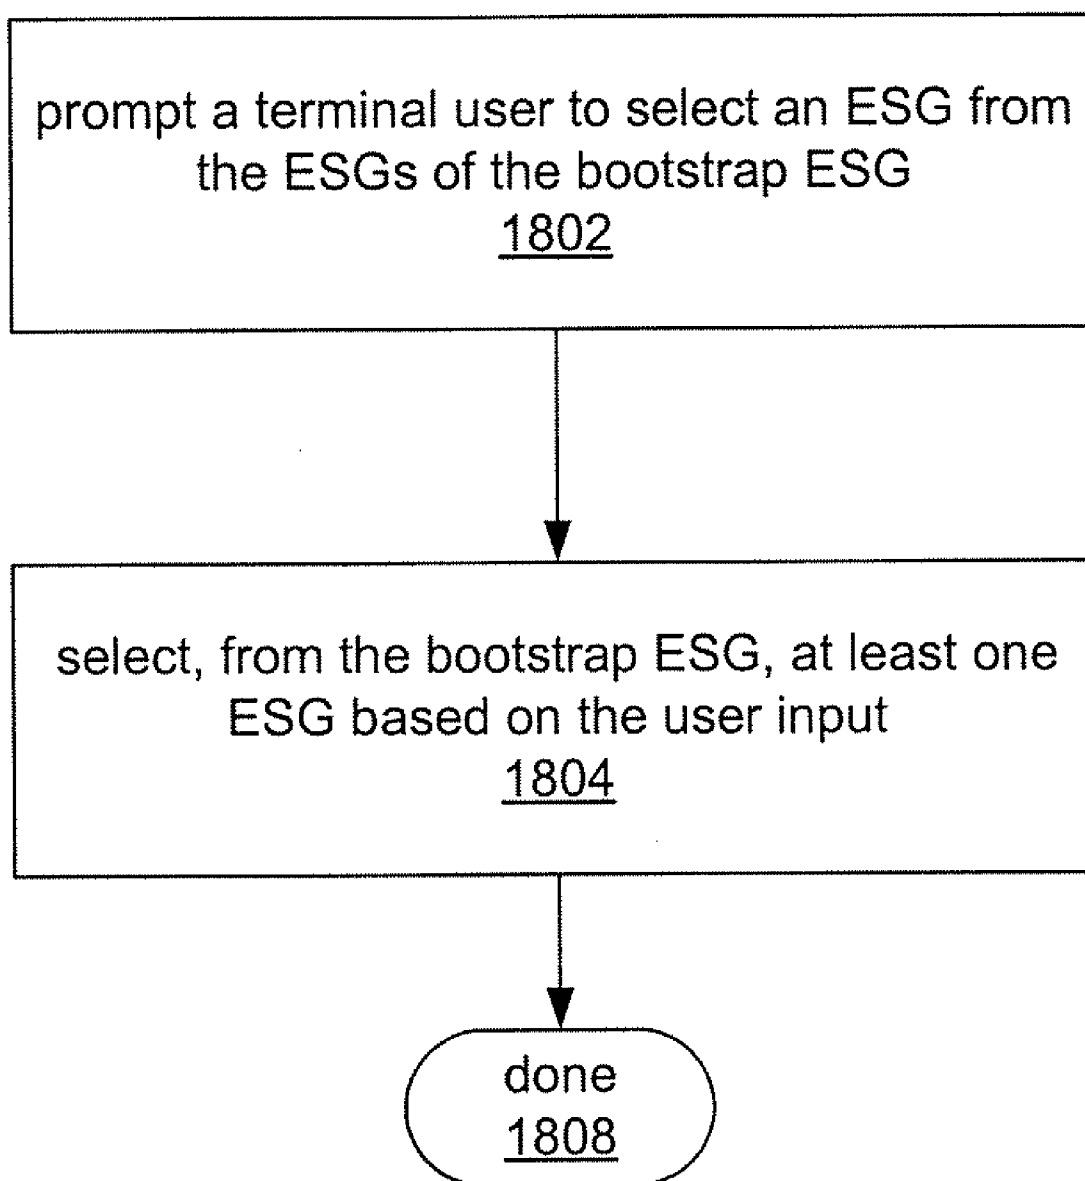 prompt a terminal user to select an ESG from
the ESGs of the bootstrap ESG
1802
select, from the bootstrap ESG, at least one
ESG based on the user input
1804
done
1808